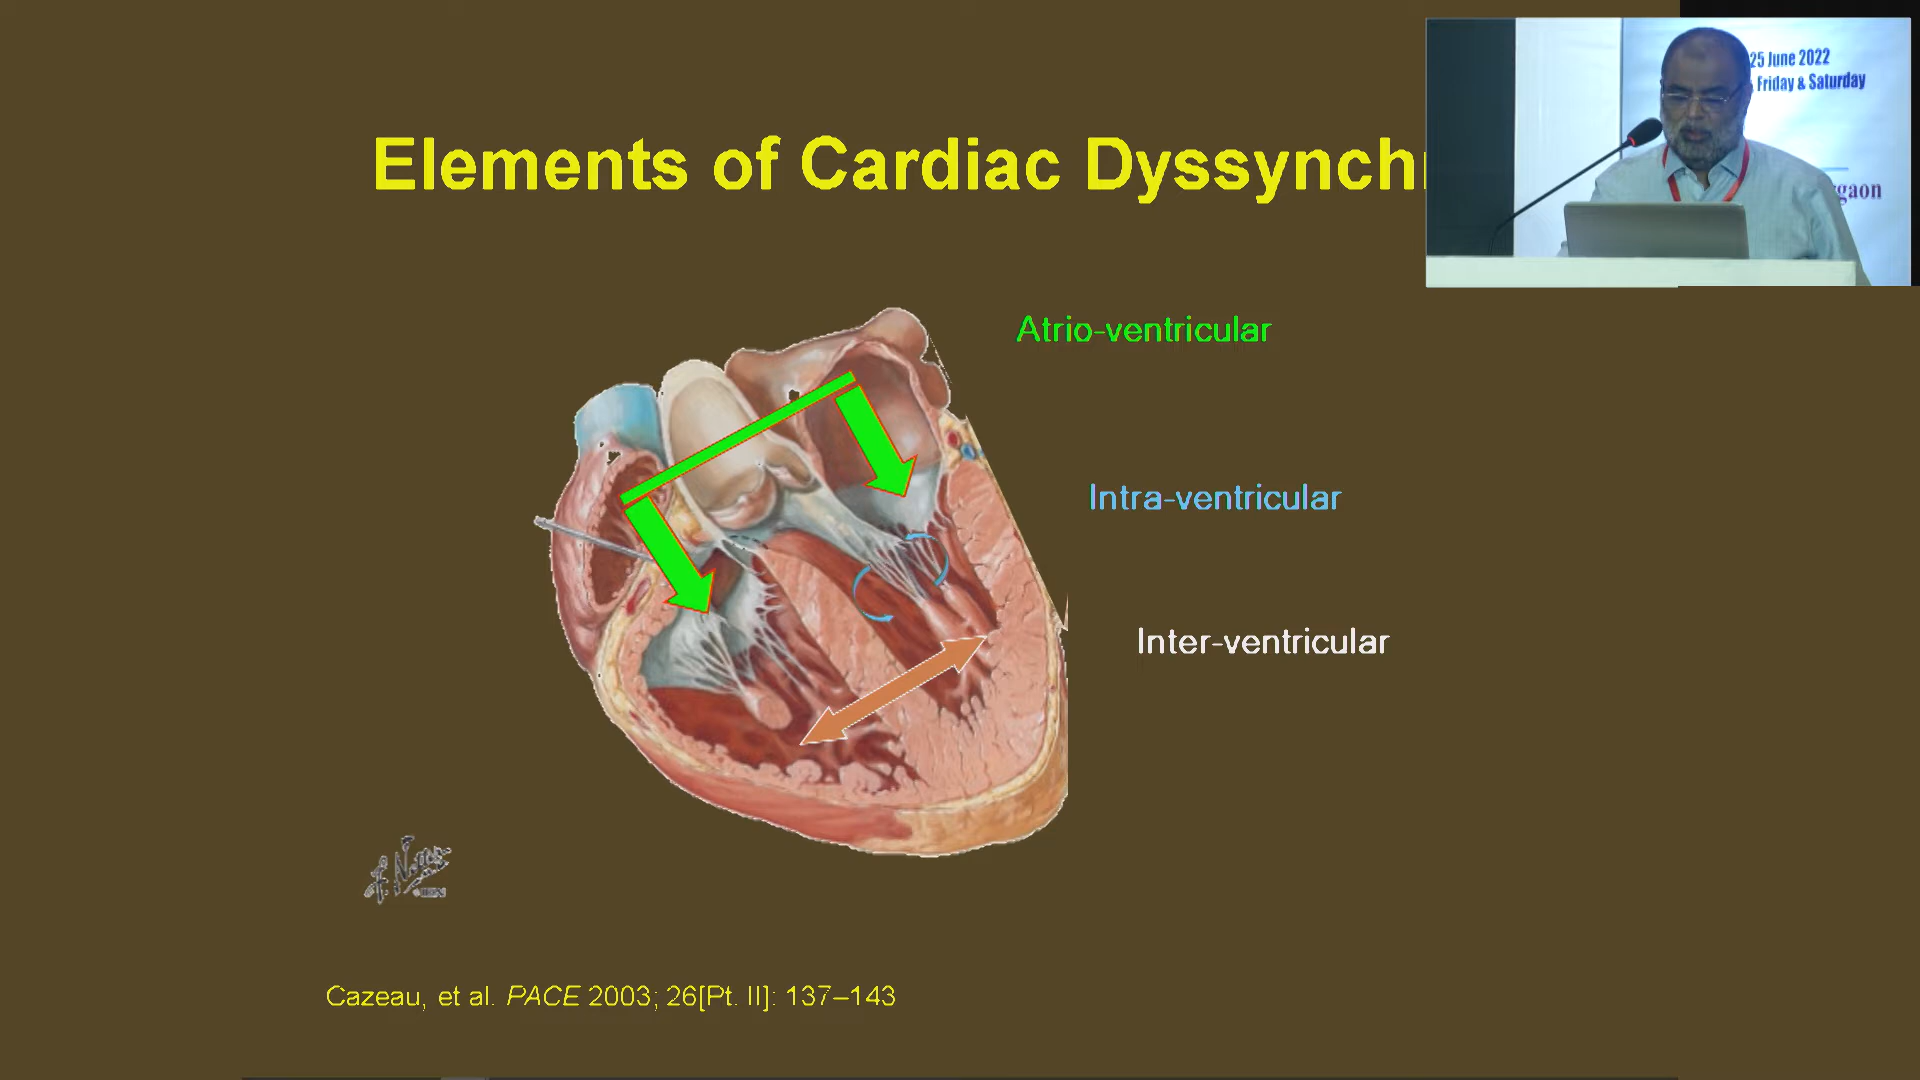 Elements of Cardiac Dyssynchr
25 June 2022
Friday & Saturday
gaon
Atrio-ventricular
Intra-ventricular
Inter-ventricular
Cazeau, et al. PACE 2003; 26[Pt. II]: 137–143